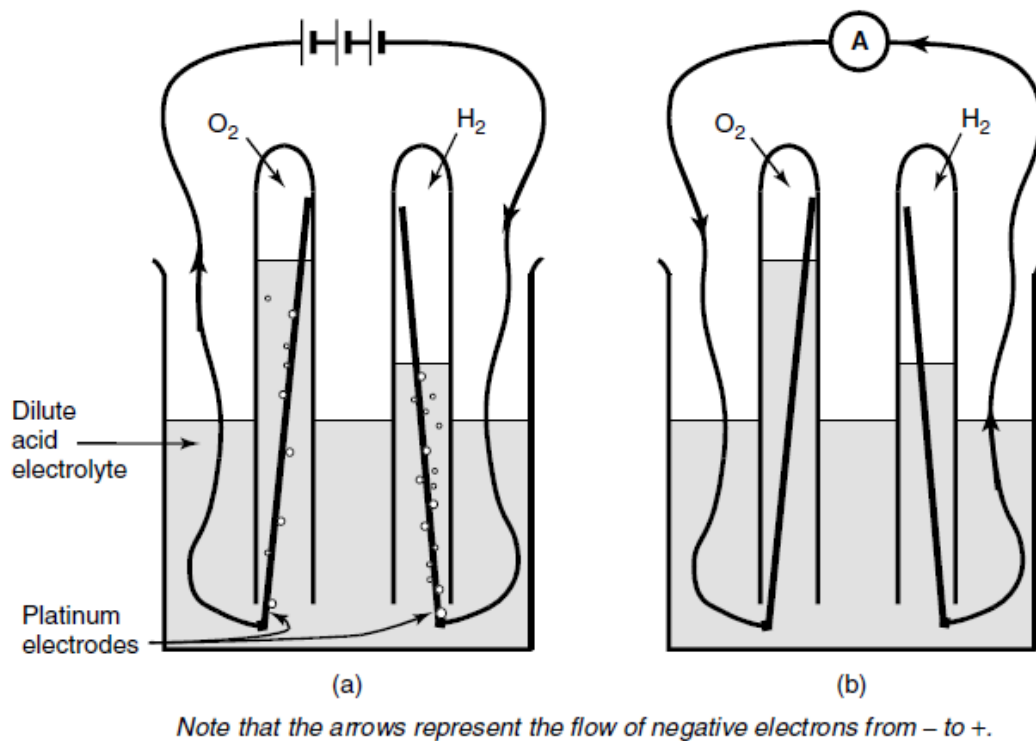 A
O₂
H₂
O₂
H₂
Dilute
acid
electrolyte
Platinum
electrodes
(a)
(b)
Note that the arrows represent the flow of negative electrons from – to +.